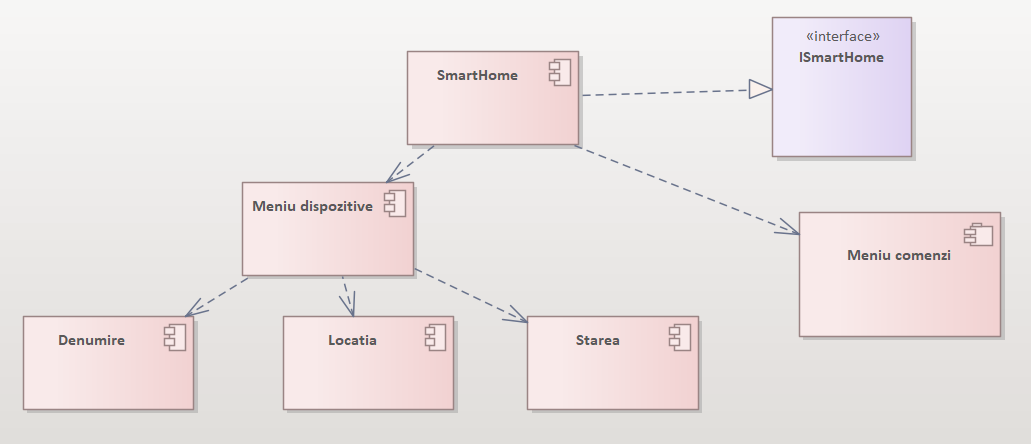 «interface»
ISmartHome
SmartHome
Meniu dispozitive
Meniu comenzi
Denumire
Locatia
Starea